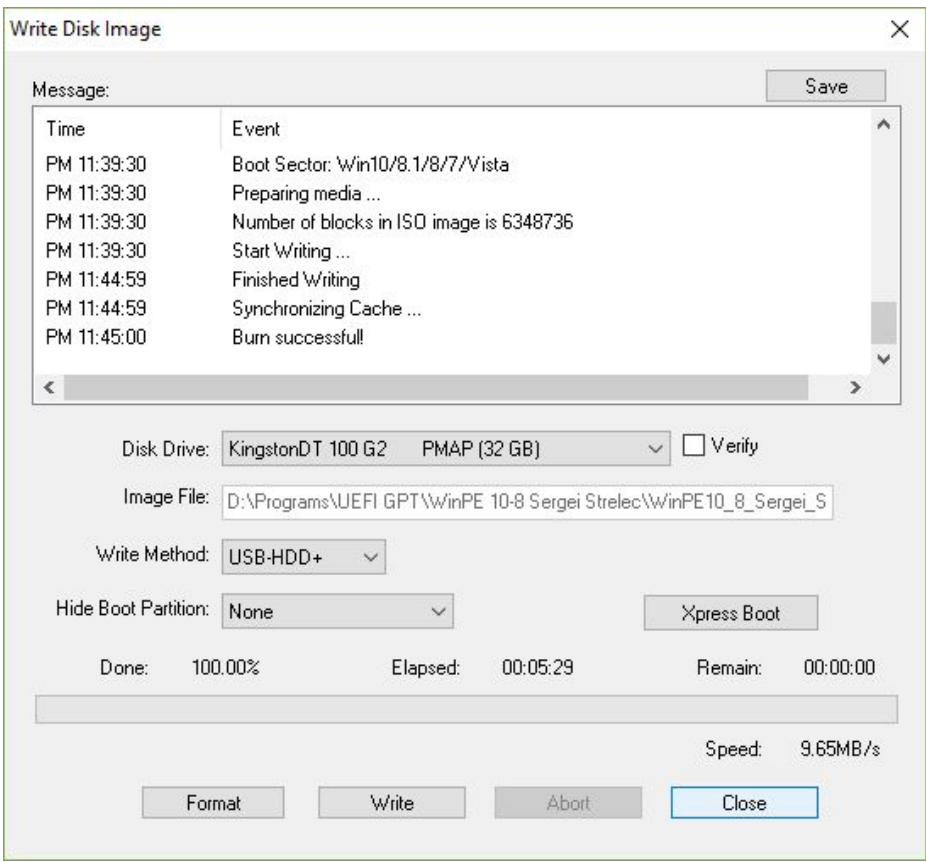 Write Disk Image
Save
Message:
Time Event
PM 11:39:30 Boot Sector: Win10/8.1/8/7/Vista
PM 11:39:30 Preparing media ...
PM 11:39:30 Number of blocks in ISO image is 6348736
PM 11:39:30 Start Writing ...
PM 11:44:59 Finished Writing
PM 11:44:59 Synchronizing Cache ...
PM 11:45:00 Burn successful!
Disk Drive: KingstonDT 100 G2 PMAP (32 GB) Verify
Image File: D:\Programs\UEFI GPT\WinPE 10-8 Sergei Strelec\WinPE10_8_Sergei_S
Write Method: USB-HDD+
Hide Boot Partition: None Xpress Boot
Done: 100.00% Elapsed: 00:05:29 Remain: 00:00:00
Speed: 9.65MB/s
Format Write Abort Close